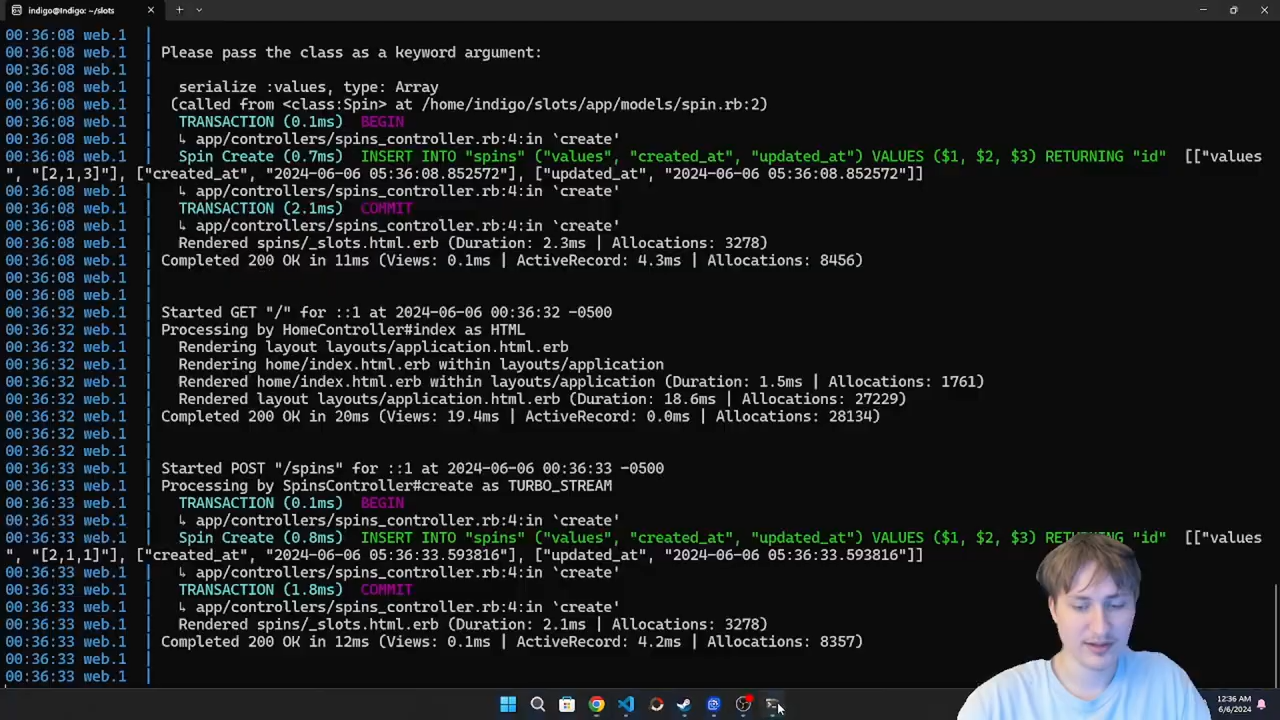 indigo@Indigo: ~/slots
00:36:08 web.1 |
00:36:08 web.1 | Please pass the class as a keyword argument:
00:36:08 web.1 |
00:36:08 web.1 | serialize :values, type: Array
00:36:08 web.1 | (called from <class:Spin> at /home/indigo/slots/app/models/spin.rb:2)
00:36:08 web.1 | TRANSACTION (0.1ms) BEGIN
00:36:08 web.1 | ↳ app/controllers/spins_controller.rb:4:in `create'
00:36:08 web.1 | Spin Create (0.7ms) INSERT INTO "spins" ("values", "created_at", "updated_at") VALUES ($1, $2, $3) RETURNING "id" [["values
", "[2,1,3]"], ["created_at", "2024-06-06 05:36:08.852572"], ["updated_at", "2024-06-06 05:36:08.852572"]]
00:36:08 web.1 | ↳ app/controllers/spins_controller.rb:4:in `create'
00:36:08 web.1 | TRANSACTION (2.1ms) COMMIT
00:36:08 web.1 | ↳ app/controllers/spins_controller.rb:4:in `create'
00:36:08 web.1 | Rendered spins/_slots.html.erb (Duration: 2.3ms | Allocations: 3278)
00:36:08 web.1 | Completed 200 OK in 11ms (Views: 0.1ms | ActiveRecord: 4.3ms | Allocations: 8456)
00:36:08 web.1 |
00:36:08 web.1 |
00:36:32 web.1 | Started GET "/" for ::1 at 2024-06-06 00:36:32 -0500
00:36:32 web.1 | Processing by HomeController#index as HTML
00:36:32 web.1 | Rendering layout layouts/application.html.erb
00:36:32 web.1 | Rendering home/index.html.erb within layouts/application
00:36:32 web.1 | Rendered home/index.html.erb within layouts/application (Duration: 1.5ms | Allocations: 1761)
00:36:32 web.1 | Rendered layout layouts/application.html.erb (Duration: 18.6ms | Allocations: 27229)
00:36:32 web.1 | Completed 200 OK in 20ms (Views: 19.4ms | ActiveRecord: 0.0ms | Allocations: 28134)
00:36:32 web.1 |
00:36:32 web.1 |
00:36:33 web.1 | Started POST "/spins" for ::1 at 2024-06-06 00:36:33 -0500
00:36:33 web.1 | Processing by SpinsController#create as TURBO_STREAM
00:36:33 web.1 | TRANSACTION (0.1ms) BEGIN
00:36:33 web.1 | ↳ app/controllers/spins_controller.rb:4:in `create'
00:36:33 web.1 | Spin Create (0.8ms) INSERT INTO "spins" ("values", "created_at", "updated_at") VALUES ($1, $2, $3) RETURNING "id" [["values
", "[2,1,1]"], ["created_at", "2024-06-06 05:36:33.593816"], ["updated_at", "2024-06-06 05:36:33.593816"]]
00:36:33 web.1 | ↳ app/controllers/spins_controller.rb:4:in `create'
00:36:33 web.1 | TRANSACTION (1.8ms) COMMIT
00:36:33 web.1 | ↳ app/controllers/spins_controller.rb:4:in `create'
00:36:33 web.1 | Rendered spins/_slots.html.erb (Duration: 2.1ms | Allocations: 3278)
00:36:33 web.1 | Completed 200 OK in 12ms (Views: 0.1ms | ActiveRecord: 4.2ms | Allocations: 8357)
00:36:33 web.1 |
00:36:33 web.1 |
12:36 AM
6/6/2024